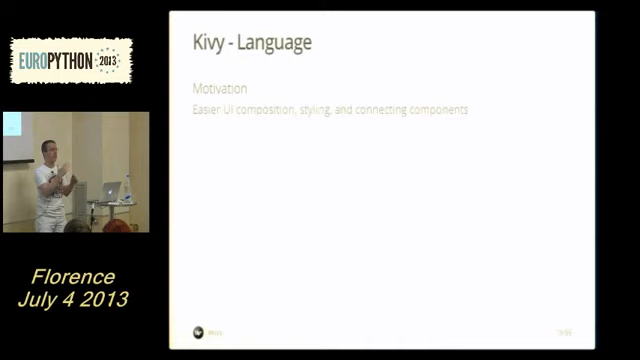 EUROPYTHON 2013
Florence
July 4 2013
Kivy - Language
Motivation
Easier UI composition, styling, and connecting components